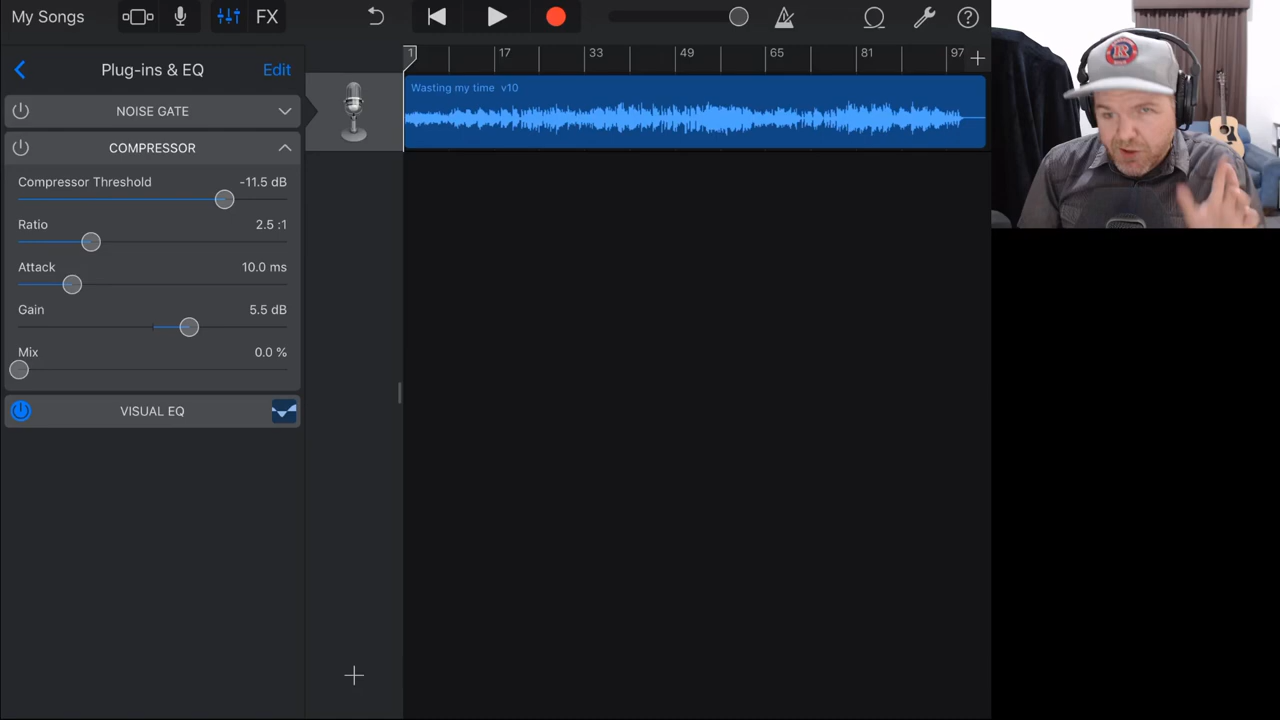 My Songs
FX
Plug-ins & EQ
Edit
1 17 33 49 65 81 97
NOISE GATE
Wasting my time v10
COMPRESSOR
Compressor Threshold -11.5 dB
Ratio 2.5 :1
Attack 10.0 ms
Gain 5.5 dB
Mix 0.0 %
VISUAL EQ